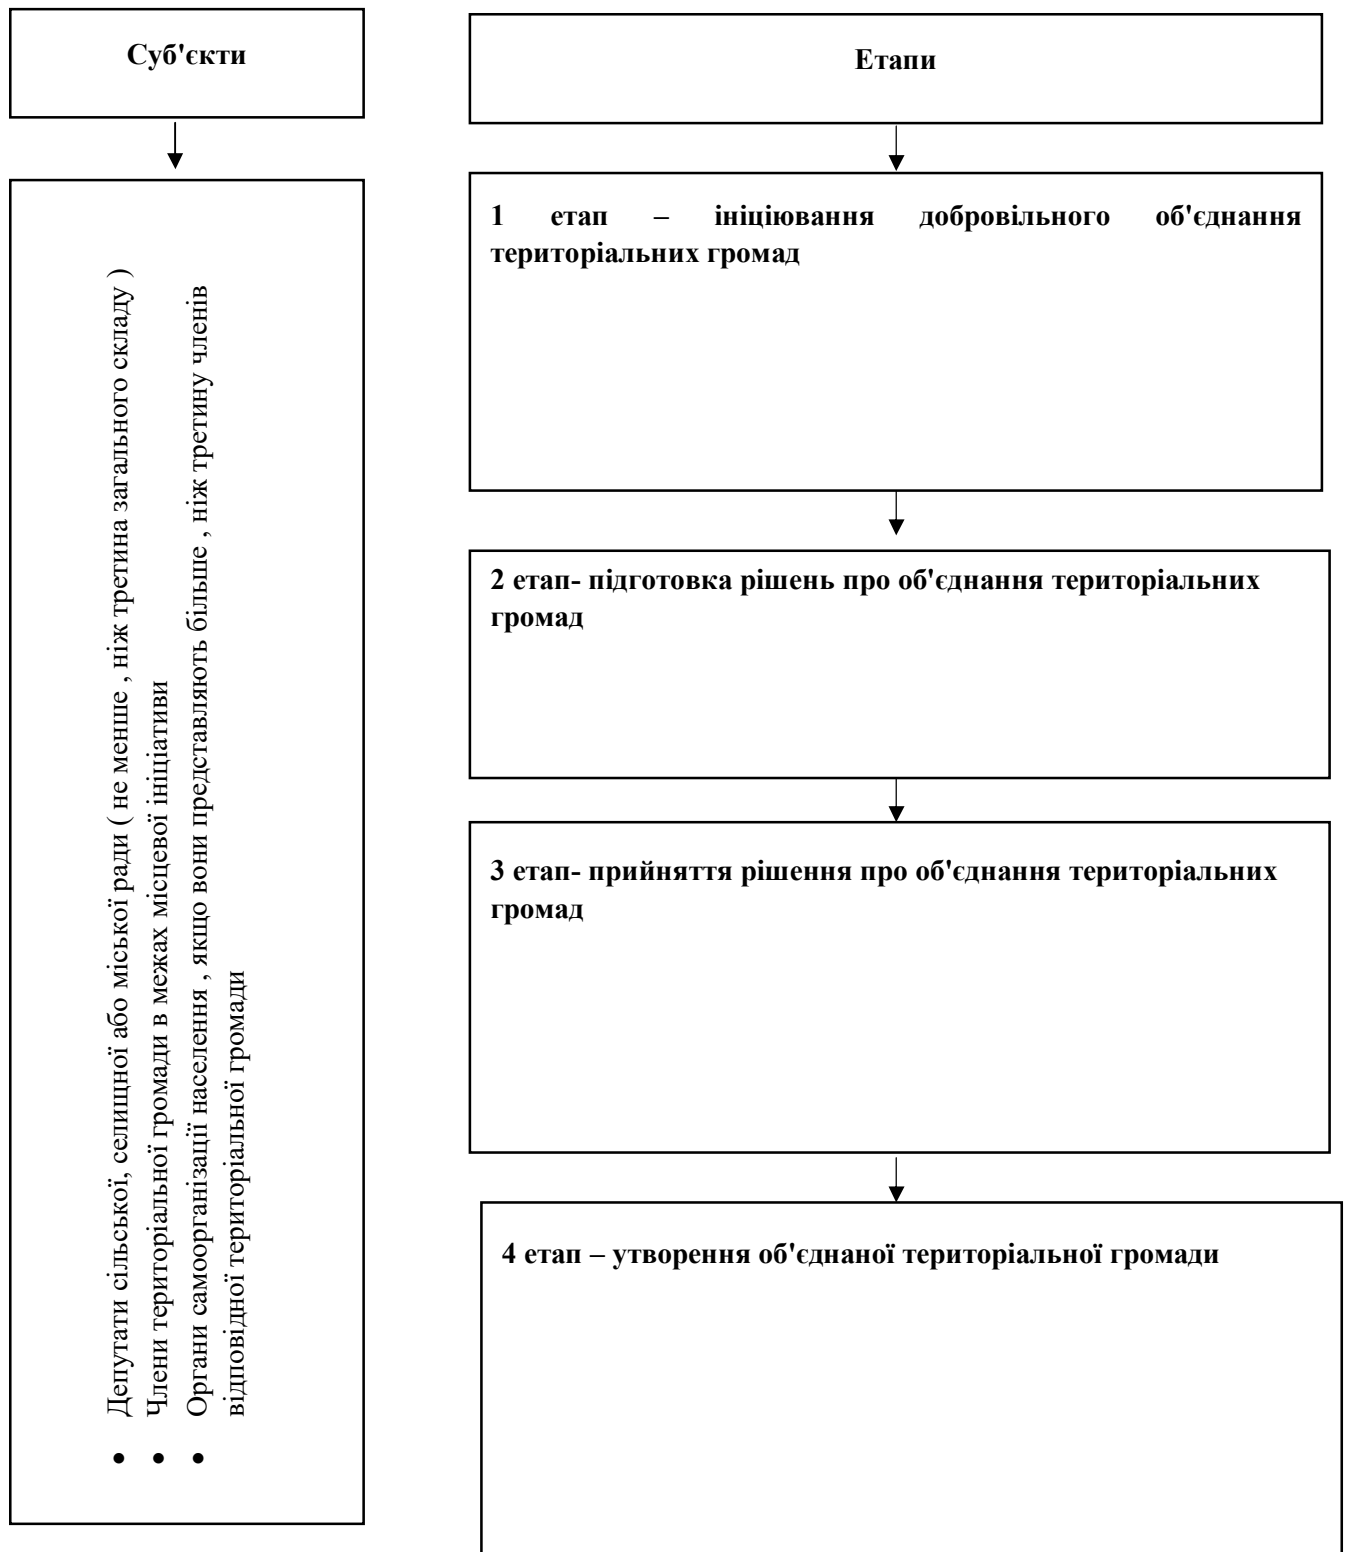 Суб'єкти
Етапи
• Депутати сільської, селищної або міської ради ( не менше , ніж третина загального складу )
• Члени територіальної громади в межах місцевої ініціативи
• Органи самоорганізації населення , якщо вони представляють більше , ніж третину членів
відповідної територіальної громади
1 етап – ініціювання добровільного об'єднання
територіальних громад
2 етап- підготовка рішень про об'єднання територіальних
громад
3 етап- прийняття рішення про об'єднання територіальних
громад
4 етап – утворення об'єднаної територіальної громади